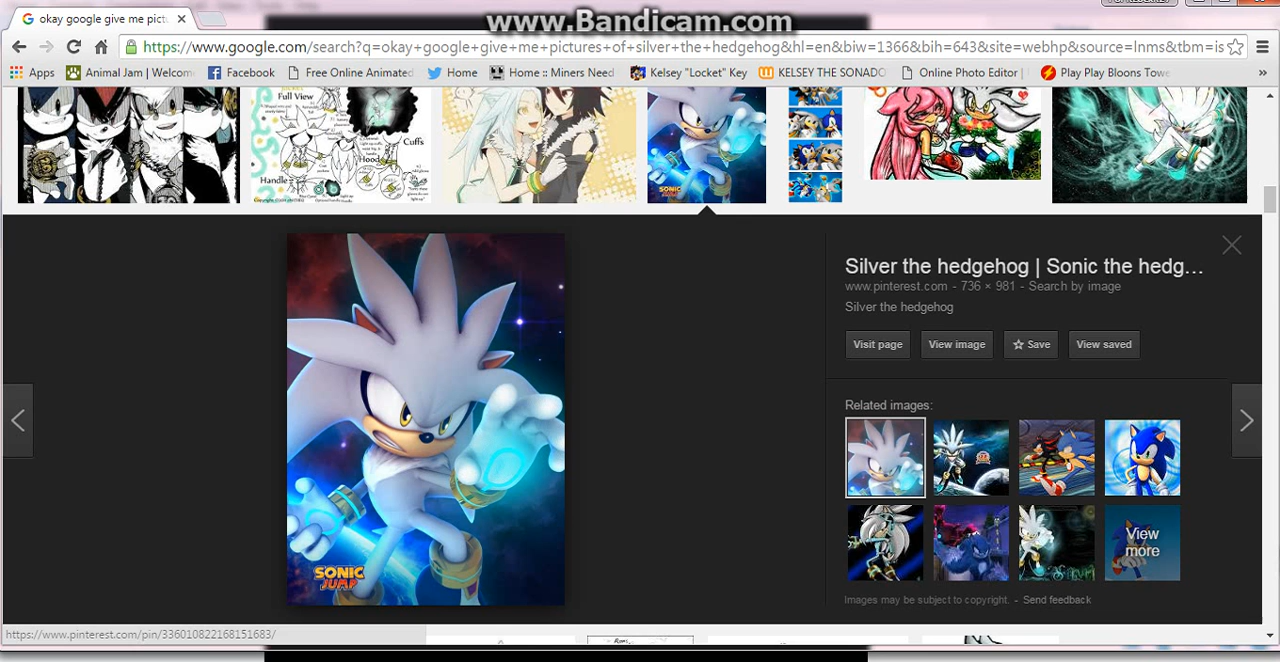 www.Bandicam.com
okay google give me pict
https://www.google.com/search?q=okay+google+give+me+pictures+of+silver+the+hedgehog&hl=en&biw=1366&bih=643&site=webhp&source=lnms&tbm=is
Apps Animal Jam | Welcom Facebook Free Online Animated Home Home :: Miners Need Kelsey "Locket" Key KELSEY THE SONADO Online Photo Editor | Play Play Bloons Towe »
Full View
Cuffs
Hood
Handle
SONIC
Silver the hedgehog | Sonic the hedg...
www.pinterest.com - 736 × 981 - Search by image
Silver the hedgehog
Visit page View image Save View saved
Related images:
View more
SONIC
JUMP
Images may be subject to copyright. - Send feedback
https://www.pinterest.com/pin/336010822168151683/